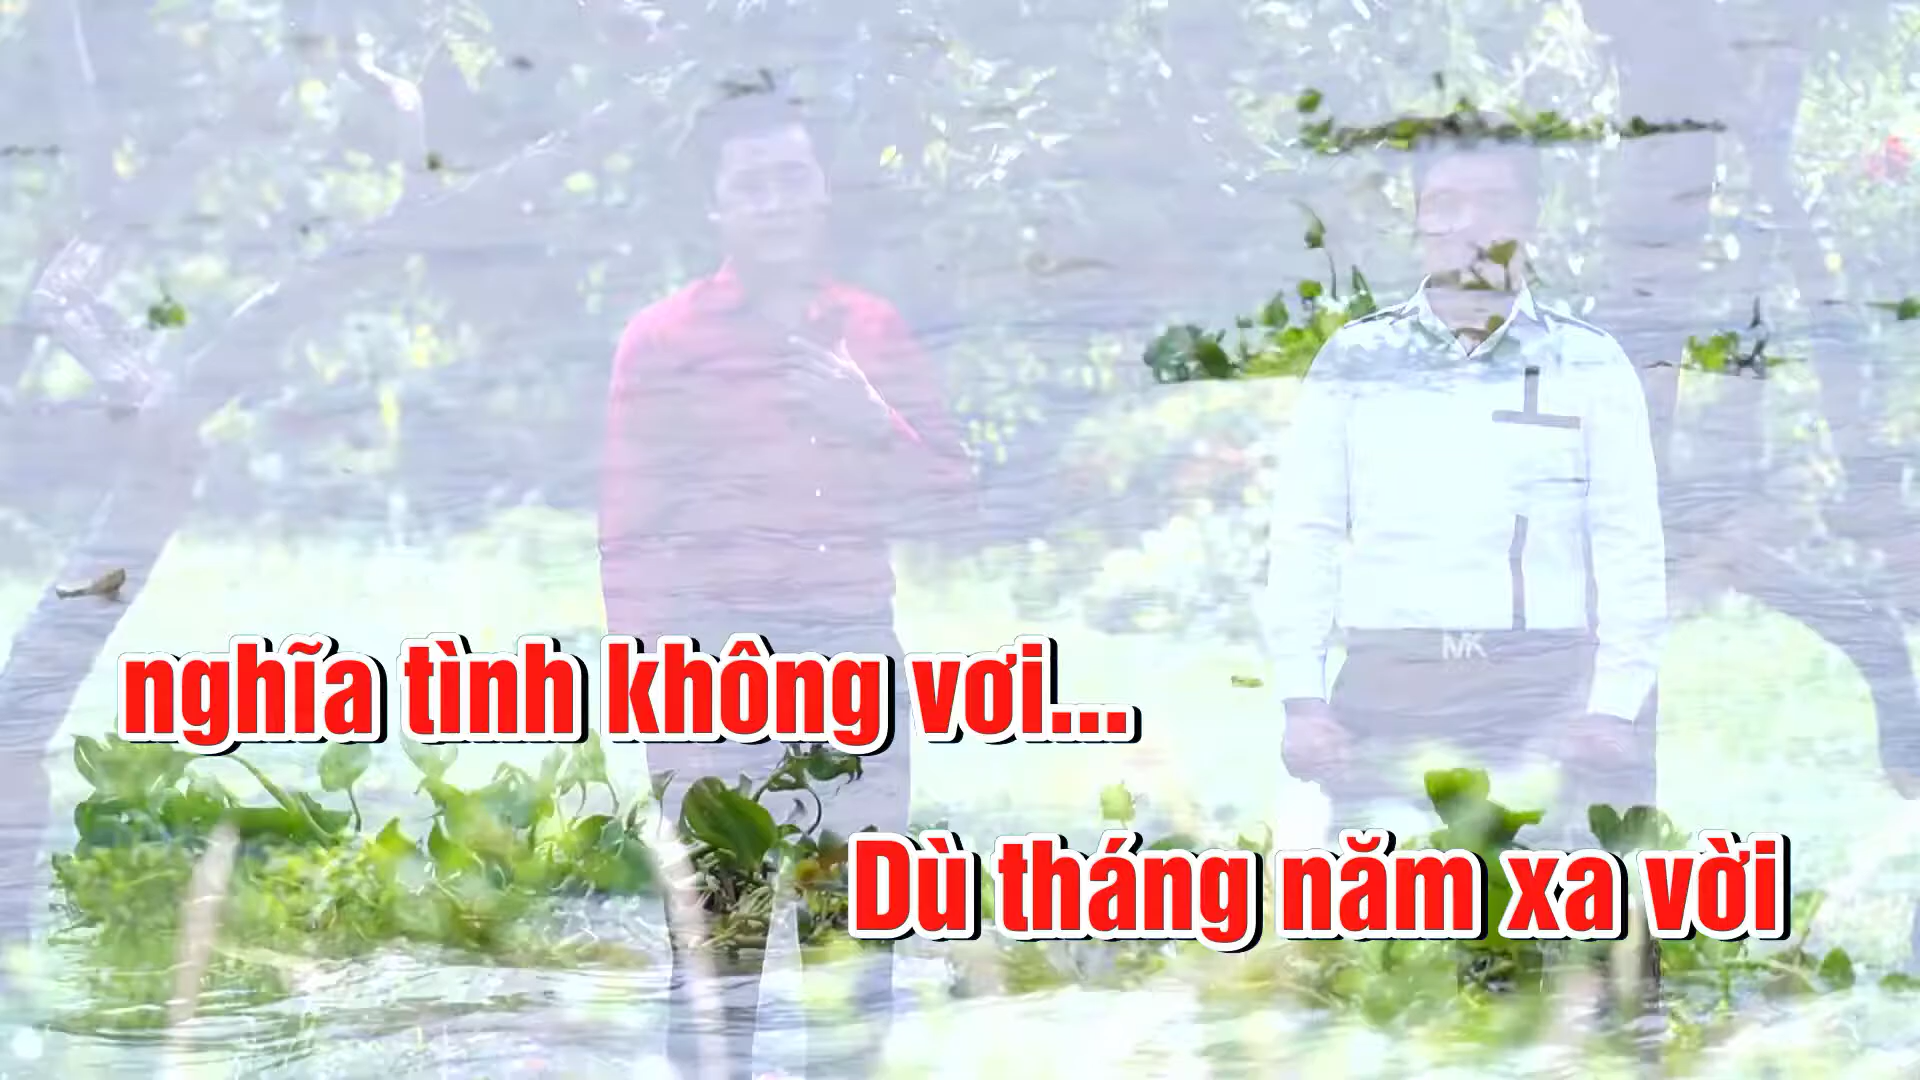 nghĩa tình không vơi...
Dù tháng năm xa vời